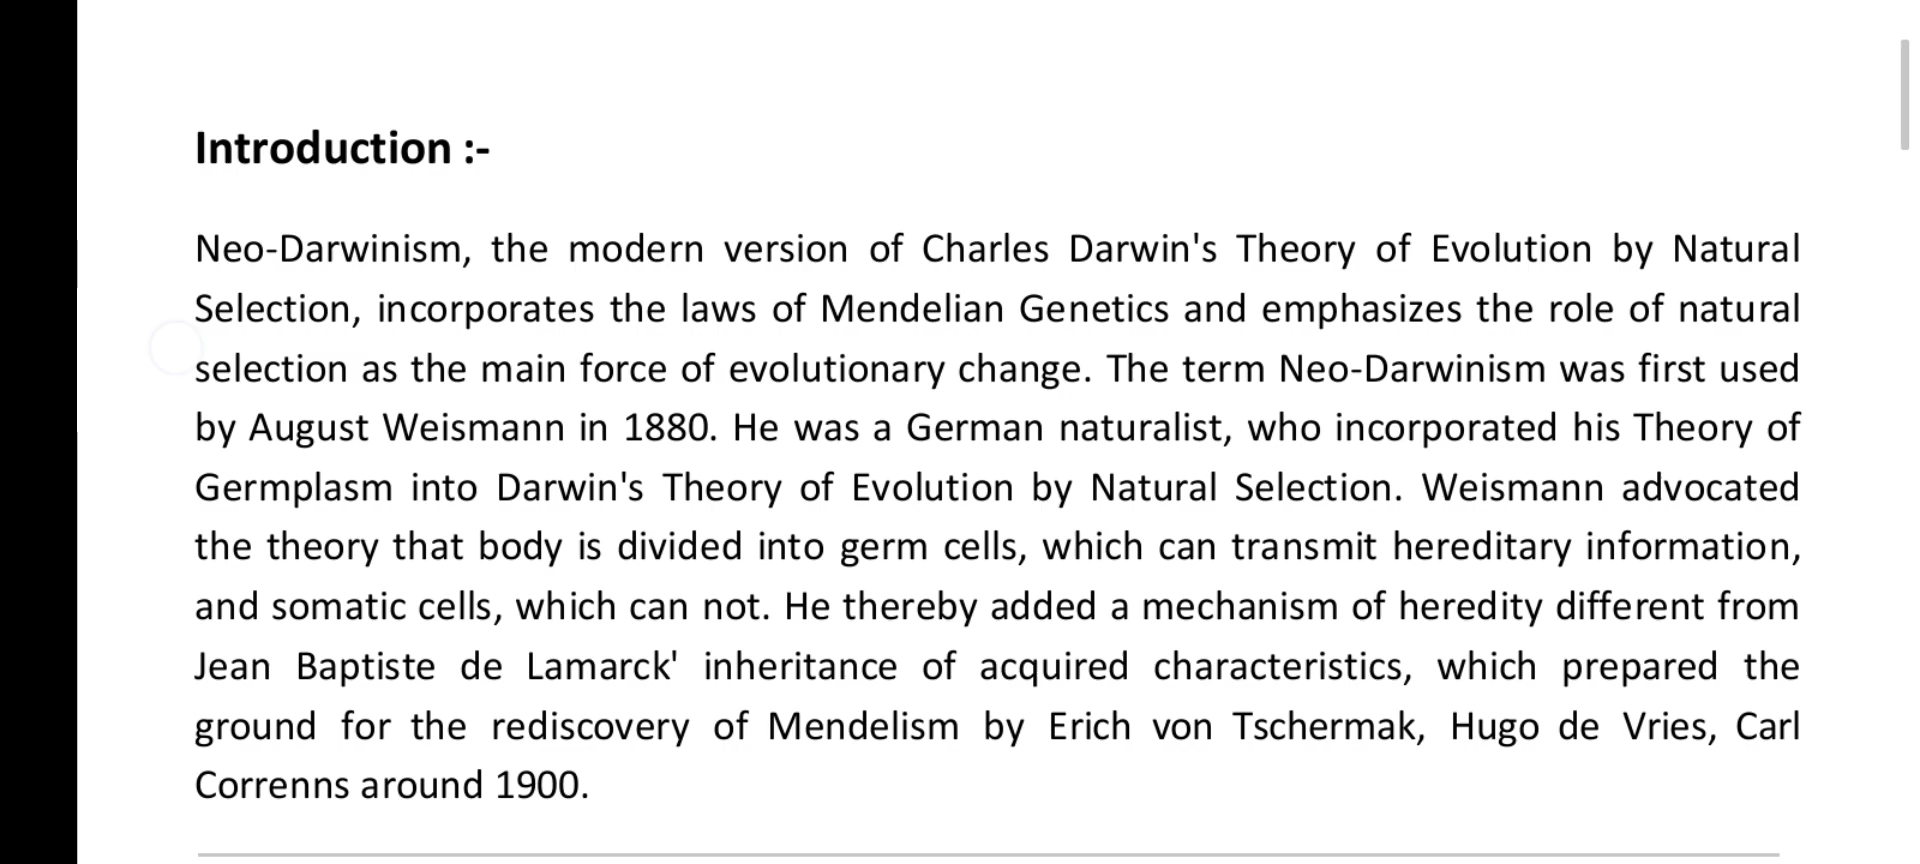 Introduction :-
Neo-Darwinism, the modern version of Charles Darwin's Theory of Evolution by Natural
Selection, incorporates the laws of Mendelian Genetics and emphasizes the role of natural
selection as the main force of evolutionary change. The term Neo-Darwinism was first used
by August Weismann in 1880. He was a German naturalist, who incorporated his Theory of
Germplasm into Darwin's Theory of Evolution by Natural Selection. Weismann advocated
the theory that body is divided into germ cells, which can transmit hereditary information,
and somatic cells, which can not. He thereby added a mechanism of heredity different from
Jean Baptiste de Lamarck' inheritance of acquired characteristics, which prepared the
ground for the rediscovery of Mendelism by Erich von Tschermak, Hugo de Vries, Carl
Correnns around 1900.